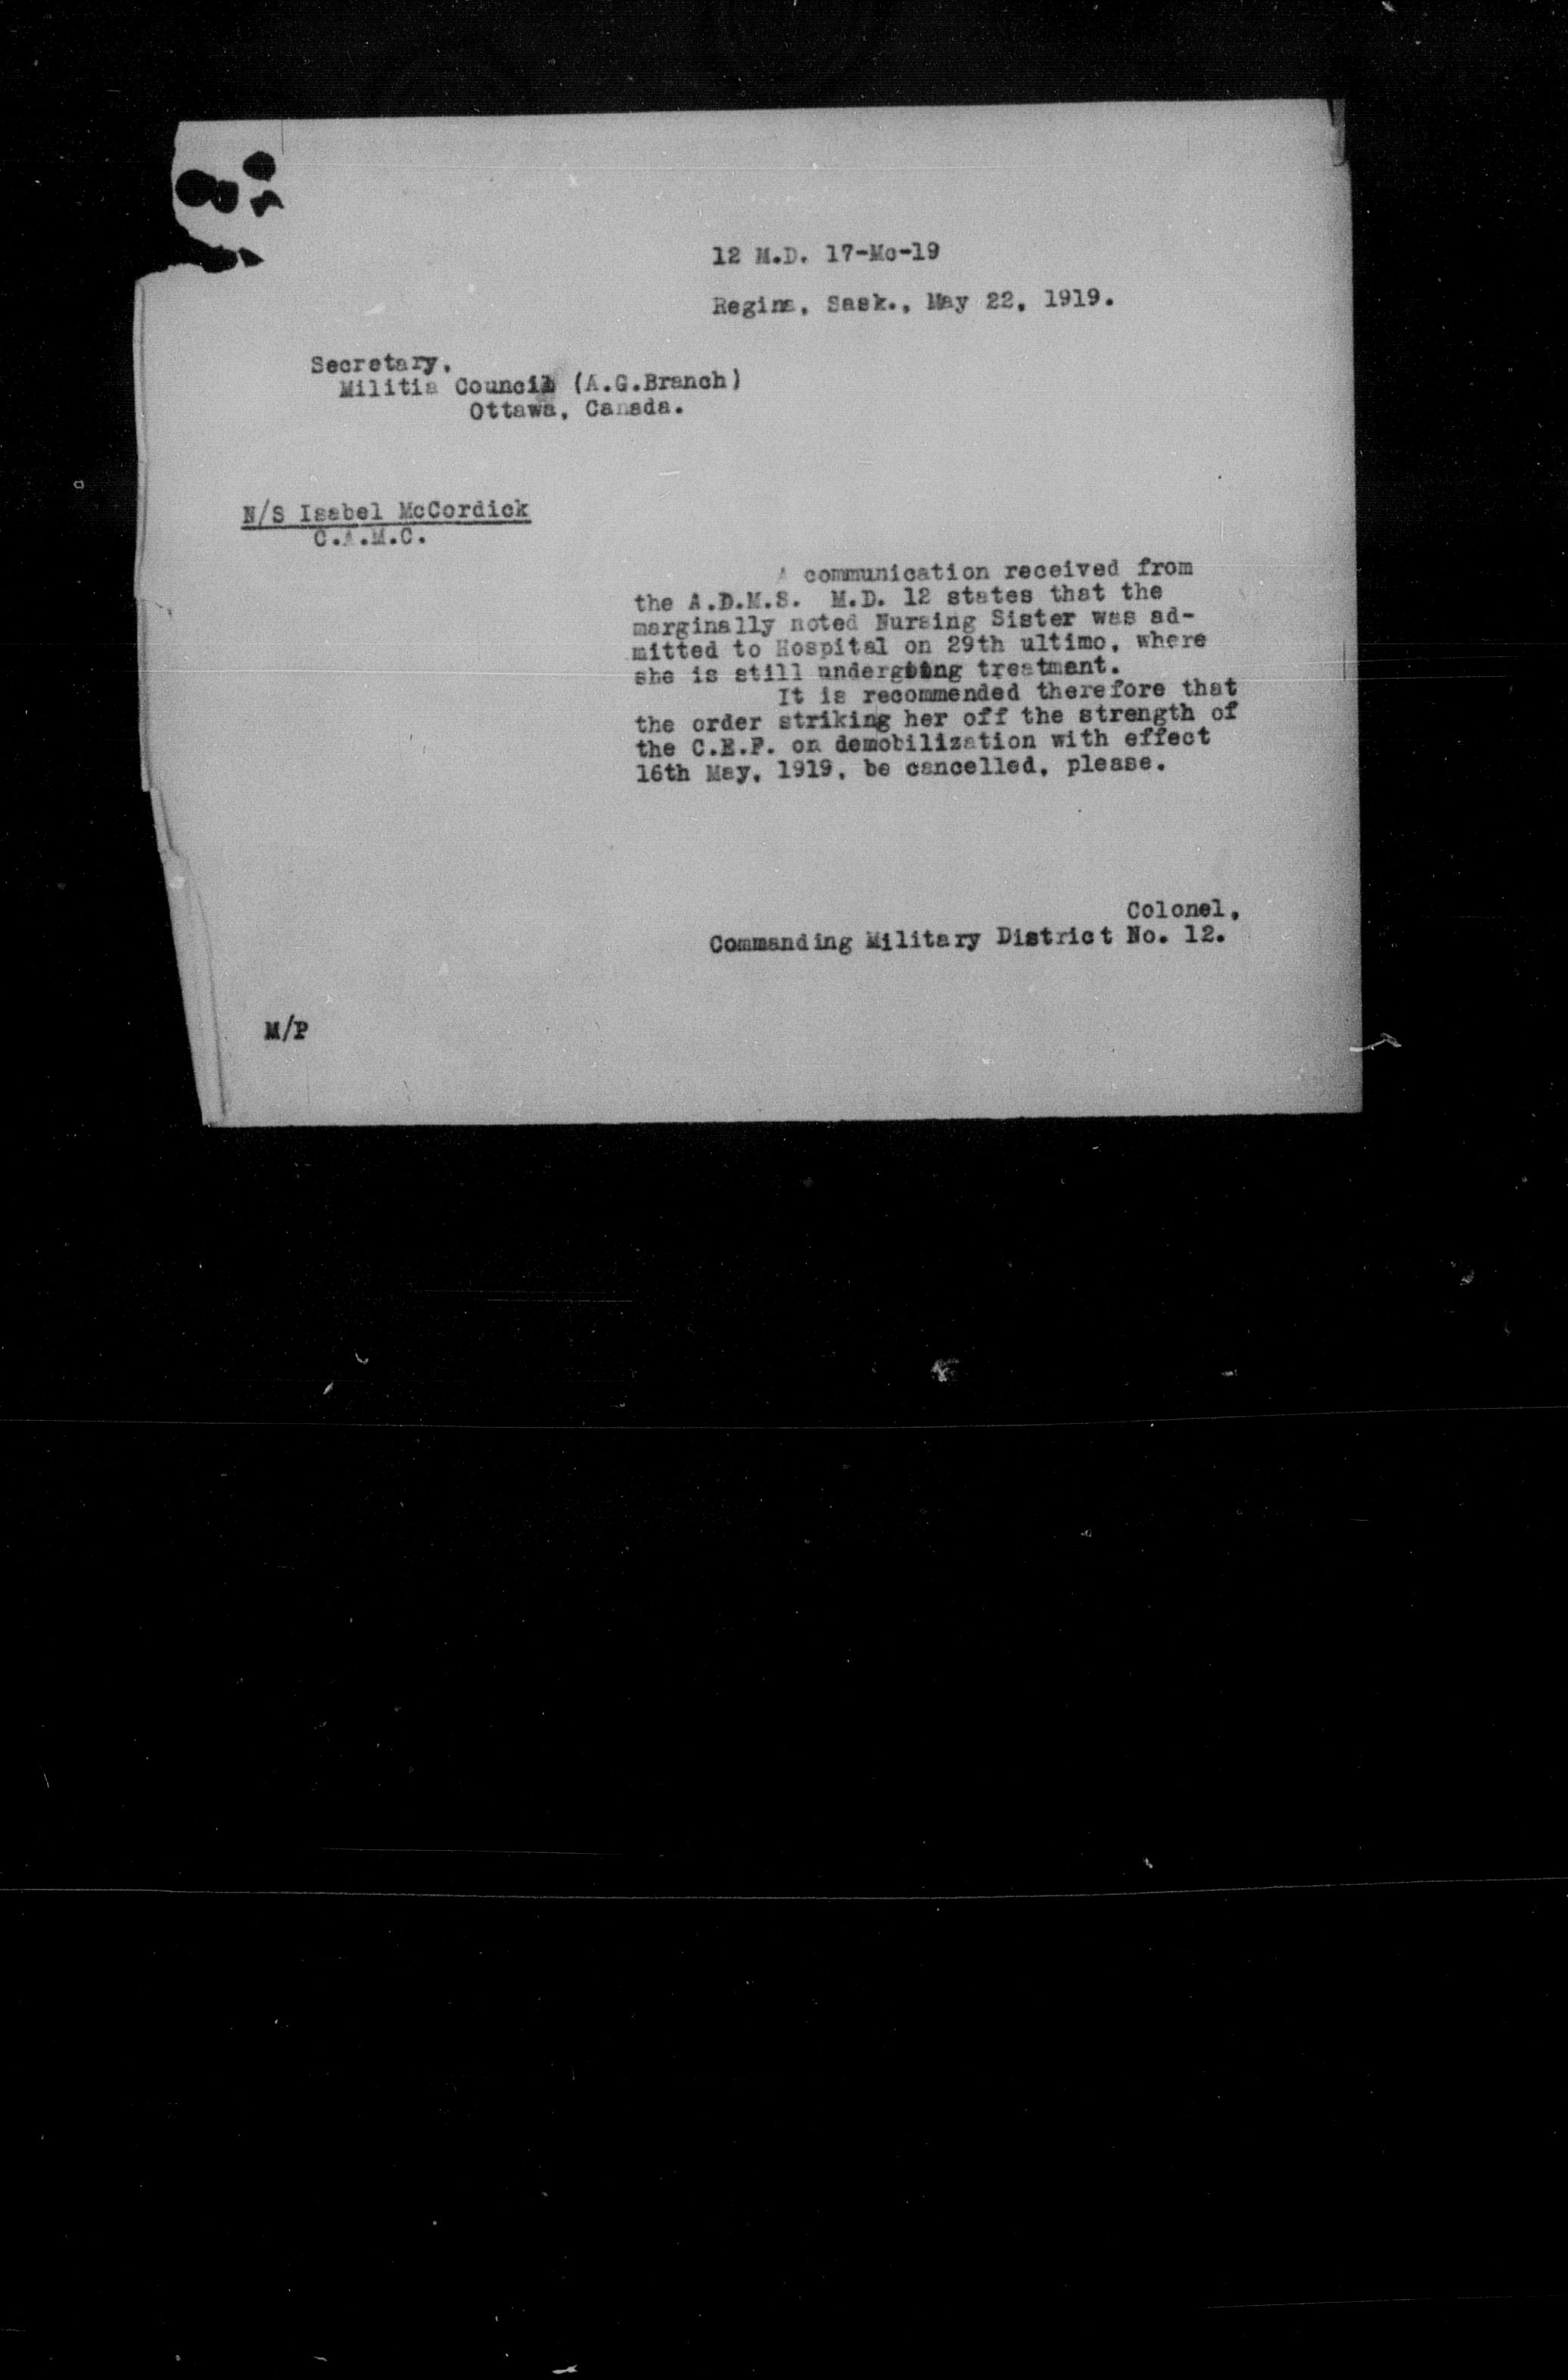 12 M.D. 17-Mc-19
Regina, Sask., May 22, 1919.
Secretary,
Militia Council (A.G.Branch)
Ottawa, Canada.
N/S Isabel McCordick
C.A.M.C.
A communication received from
the A.D.M.S. M.D. 12 states that the
marginally noted Nursing Sister was ad-
mitted to Hospital on 29th ultimo, where
she is still undergoing treatment.
It is recommended therefore that
the order striking her off the strength of
the C.E.F. on demobilization with effect
16th May, 1919, be cancelled, please.
Colonel,
Commanding Military District No. 12.
M/P